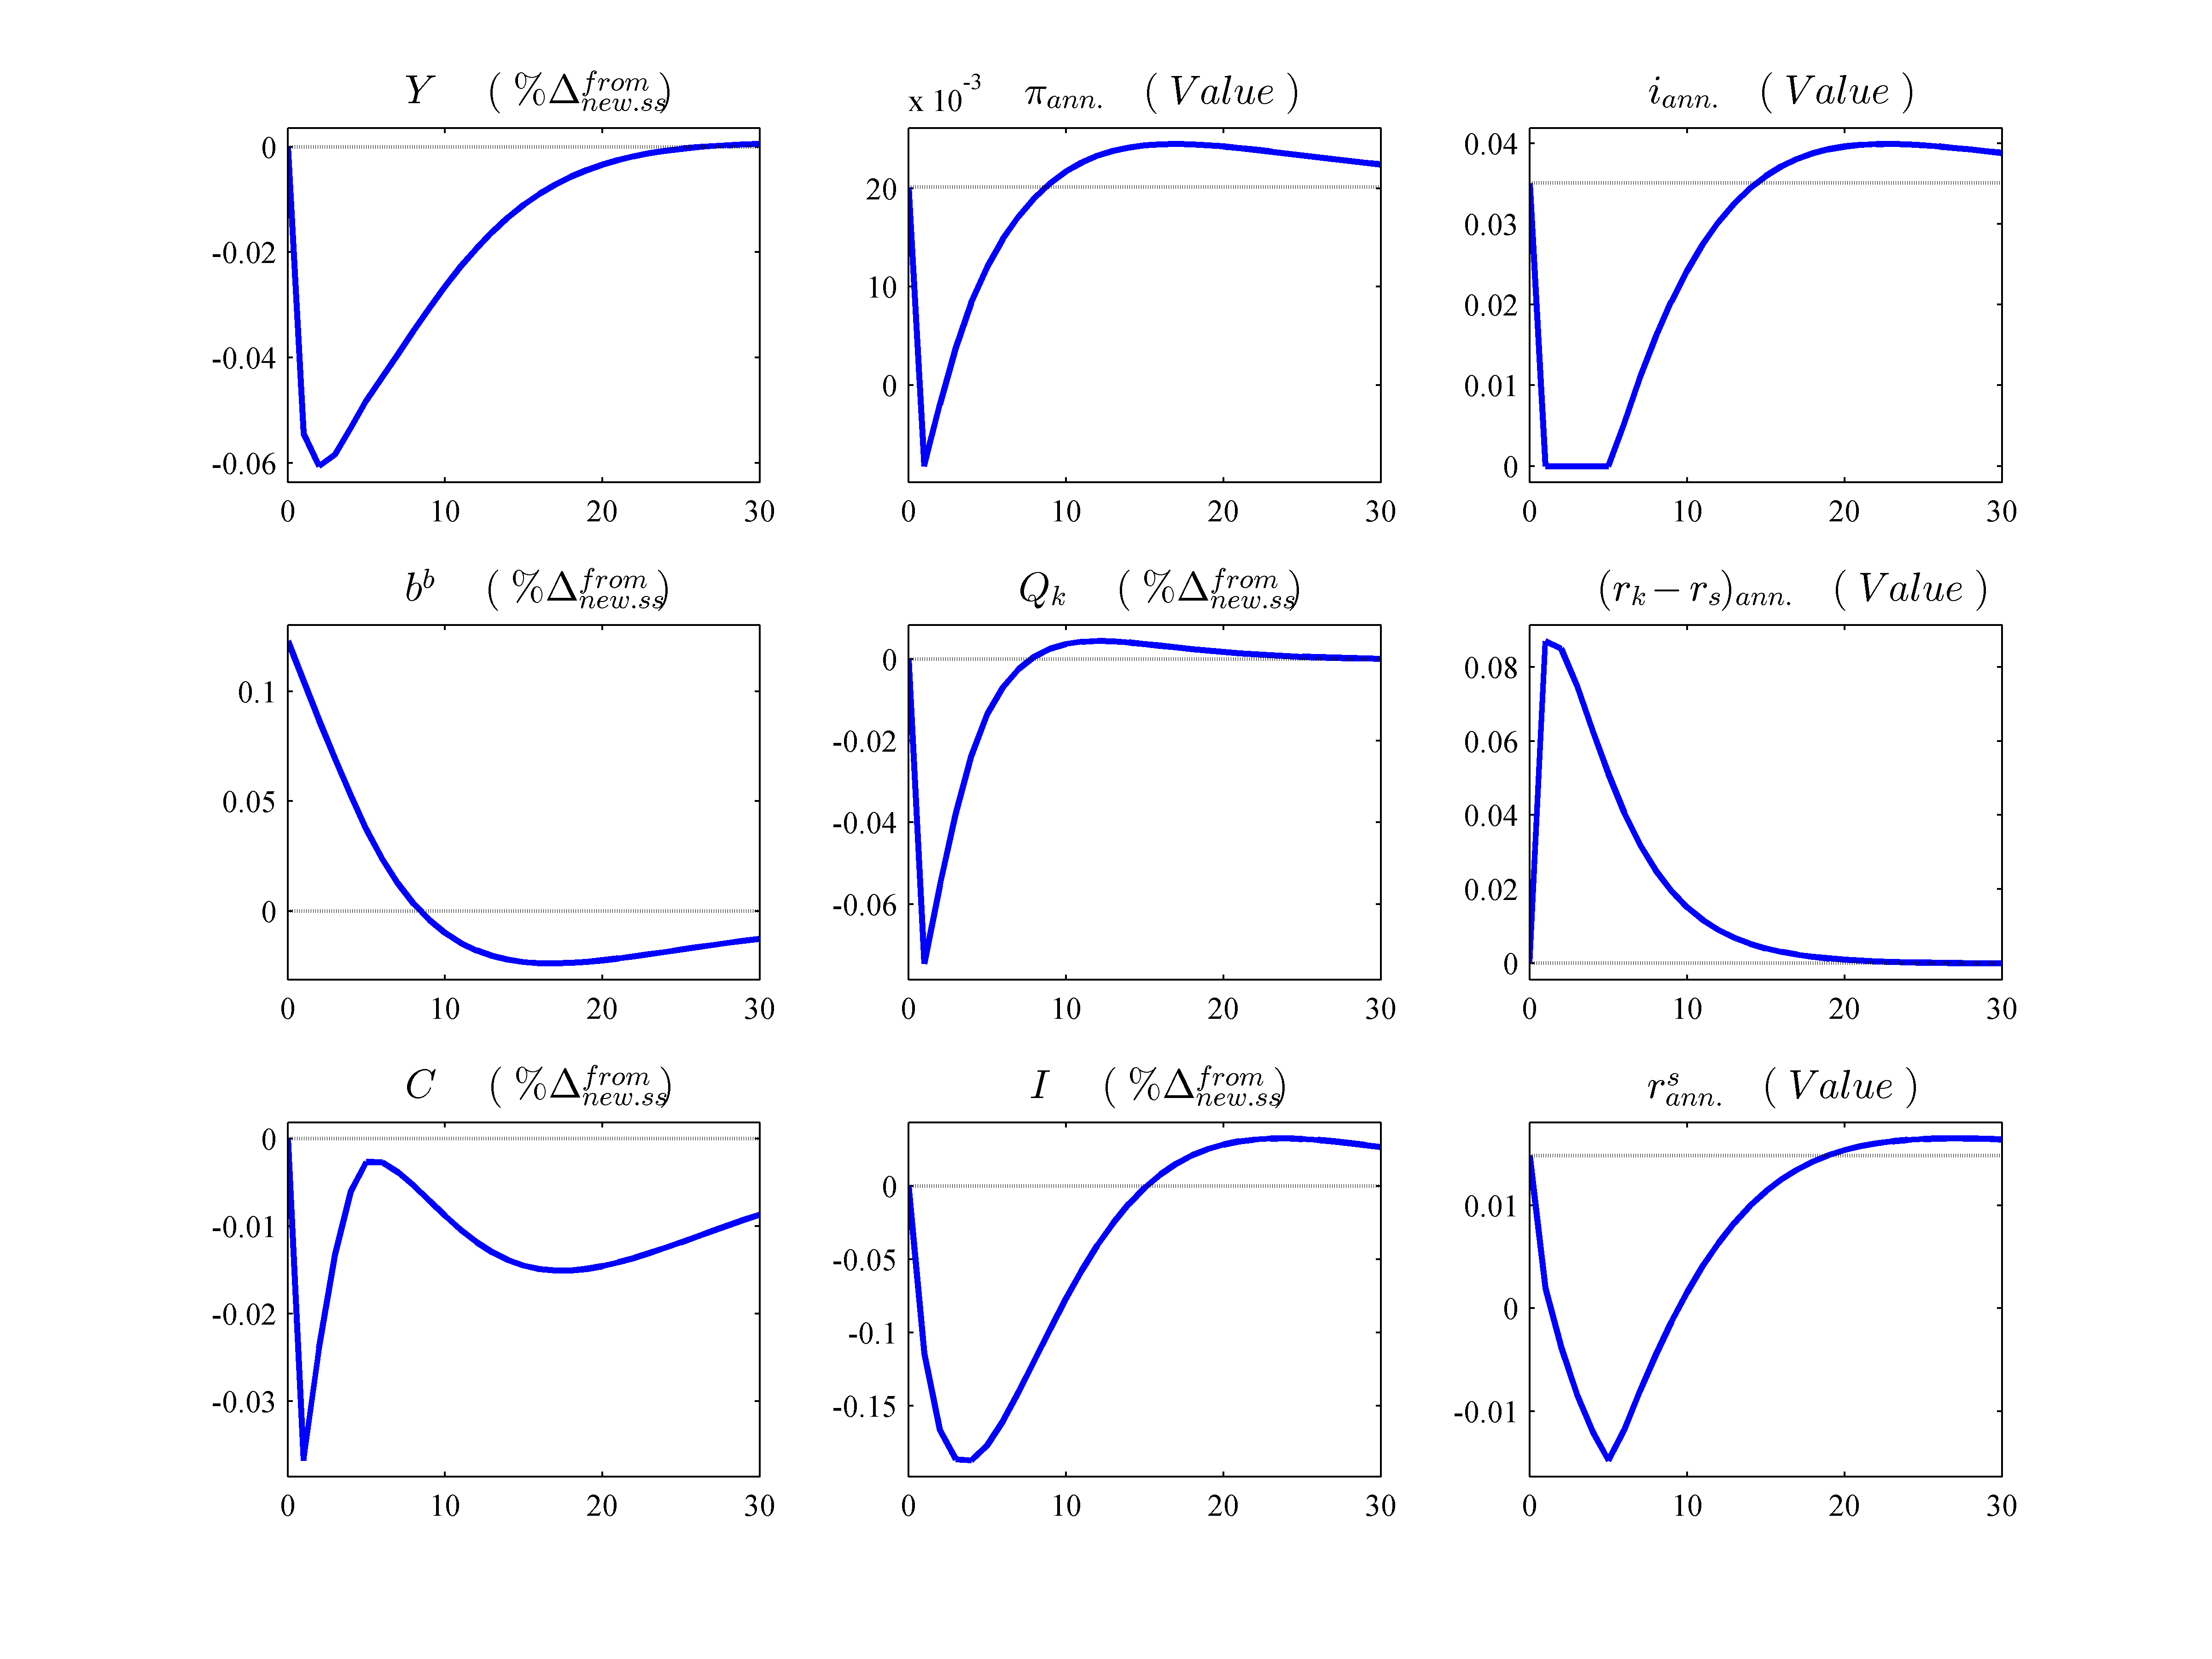 Y ( %Δ^{from}_{new.ss} )
x 10^{-3} π_{ann.} ( Value )
i_{ann.} ( Value )
0
-0.02
-0.04
-0.06
0 10 20 30
20
10
0
0 10 20 30
0.04
0.03
0.02
0.01
0
0 10 20 30
b^b ( %Δ^{from}_{new.ss} )
Q_k ( %Δ^{from}_{new.ss} )
(r_k − r_s)_{ann.} ( Value )
0.1
0.05
0
0 10 20 30
0
-0.02
-0.04
-0.06
0 10 20 30
0.08
0.06
0.04
0.02
0
0 10 20 30
C ( %Δ^{from}_{new.ss} )
I ( %Δ^{from}_{new.ss} )
r^s_{ann.} ( Value )
0
-0.01
-0.02
-0.03
0 10 20 30
0
-0.05
-0.1
-0.15
0 10 20 30
0.01
0
-0.01
0 10 20 30